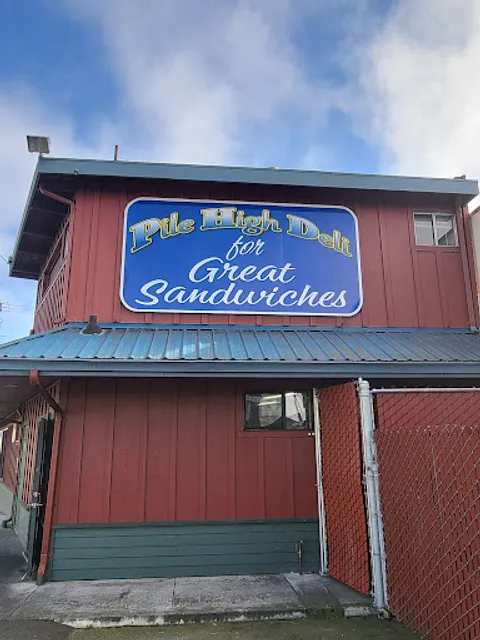 Pile High Deli
for
Great
Sandwiches